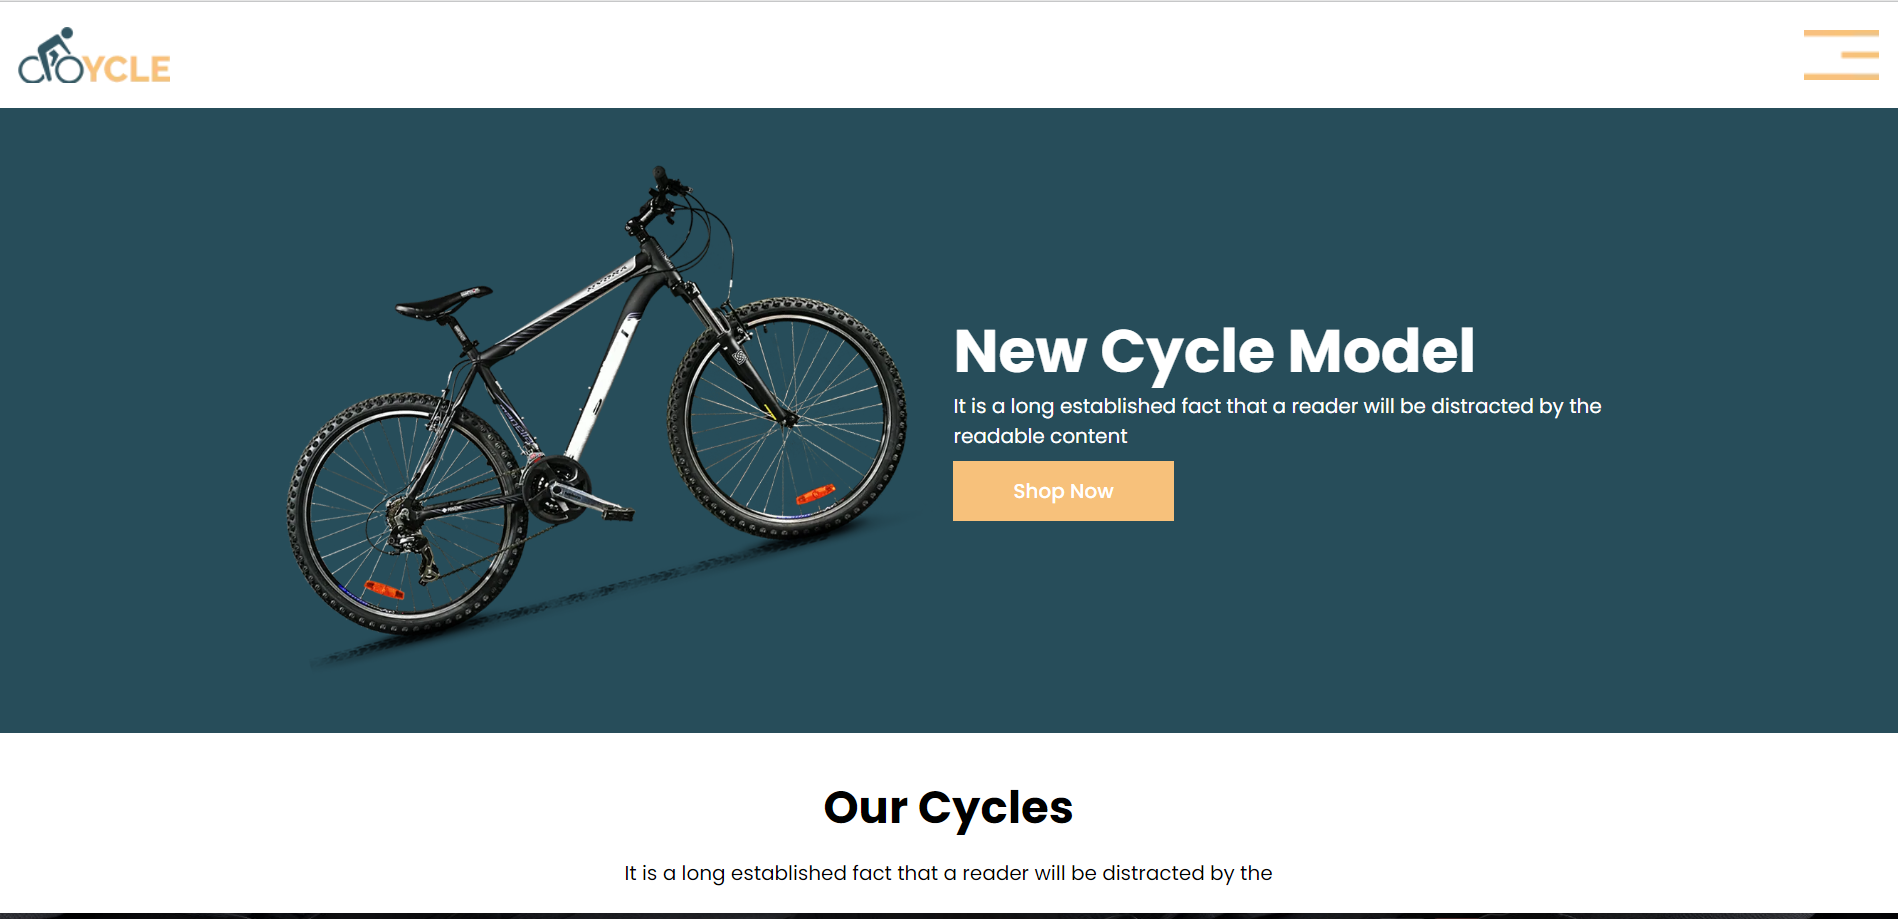 CYCLE
New Cycle Model
It is a long established fact that a reader will be distracted by the
readable content
Shop Now
Our Cycles
It is a long established fact that a reader will be distracted by the